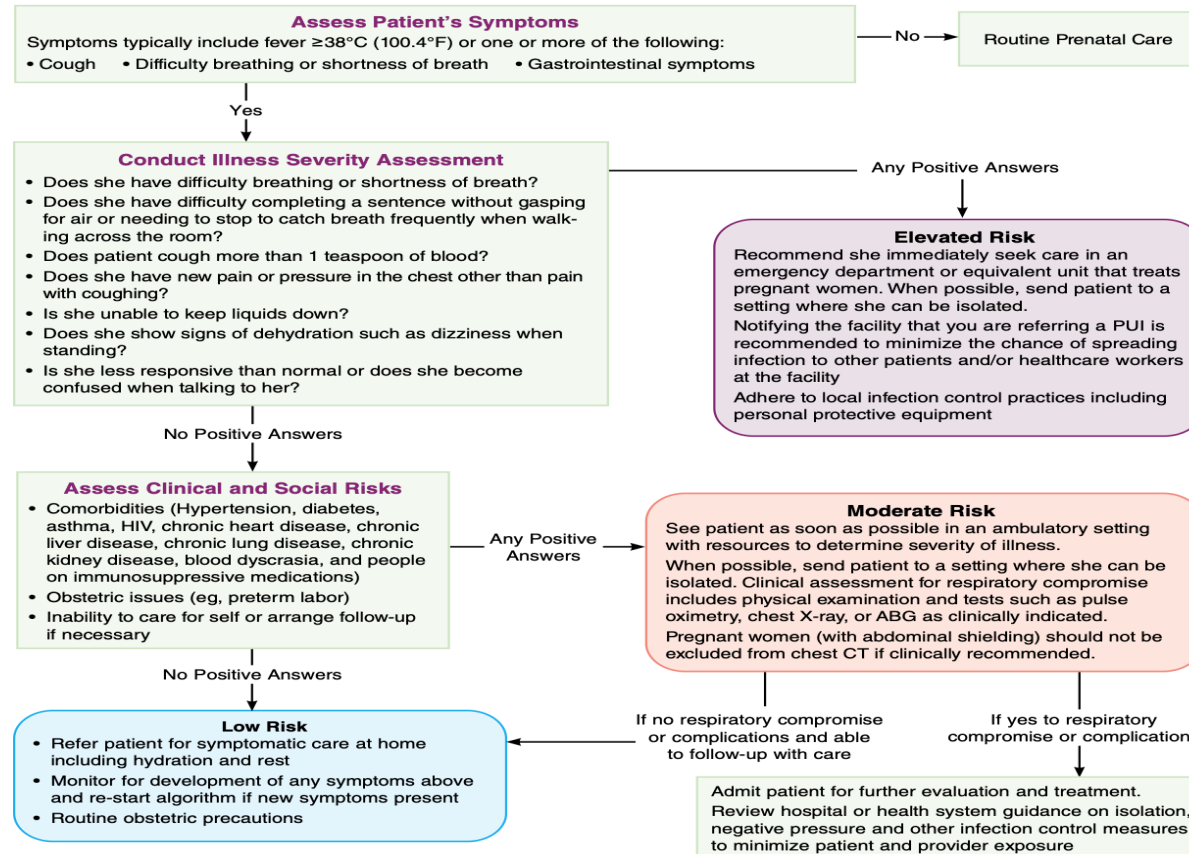 Assess Patient's Symptoms
Symptoms typically include fever ≥38°C (100.4°F) or one or more of the following:
• Cough • Difficulty breathing or shortness of breath • Gastrointestinal symptoms
No
Routine Prenatal Care
Yes
Conduct Illness Severity Assessment
• Does she have difficulty breathing or shortness of breath?
• Does she have difficulty completing a sentence without gasping
for air or needing to stop to catch breath frequently when walk-
ing across the room?
• Does patient cough more than 1 teaspoon of blood?
• Does she have new pain or pressure in the chest other than pain
with coughing?
• Is she unable to keep liquids down?
• Does she show signs of dehydration such as dizziness when
standing?
• Is she less responsive than normal or does she become
confused when talking to her?
Any Positive Answers
Elevated Risk
Recommend she immediately seek care in an
emergency department or equivalent unit that treats
pregnant women. When possible, send patient to a
setting where she can be isolated.
Notifying the facility that you are referring a PUI is
recommended to minimize the chance of spreading
infection to other patients and/or healthcare workers
at the facility
Adhere to local infection control practices including
personal protective equipment
No Positive Answers
Assess Clinical and Social Risks
• Comorbidities (Hypertension, diabetes,
asthma, HIV, chronic heart disease, chronic
liver disease, chronic lung disease, chronic
kidney disease, blood dyscrasia, and people
on immunosuppressive medications)
• Obstetric issues (eg, preterm labor)
• Inability to care for self or arrange follow-up
if necessary
Any Positive
Answers
Moderate Risk
See patient as soon as possible in an ambulatory setting
with resources to determine severity of illness.
When possible, send patient to a setting where she can be
isolated. Clinical assessment for respiratory compromise
includes physical examination and tests such as pulse
oximetry, chest X-ray, or ABG as clinically indicated.
Pregnant women (with abdominal shielding) should not be
excluded from chest CT if clinically recommended.
No Positive Answers
Low Risk
• Refer patient for symptomatic care at home
including hydration and rest
• Monitor for development of any symptoms above
and re-start algorithm if new symptoms present
• Routine obstetric precautions
If no respiratory compromise
or complications and able
to follow-up with care
If yes to respiratory
compromise or complication
Admit patient for further evaluation and treatment.
Review hospital or health system guidance on isolation,
negative pressure and other infection control measures
to minimize patient and provider exposure